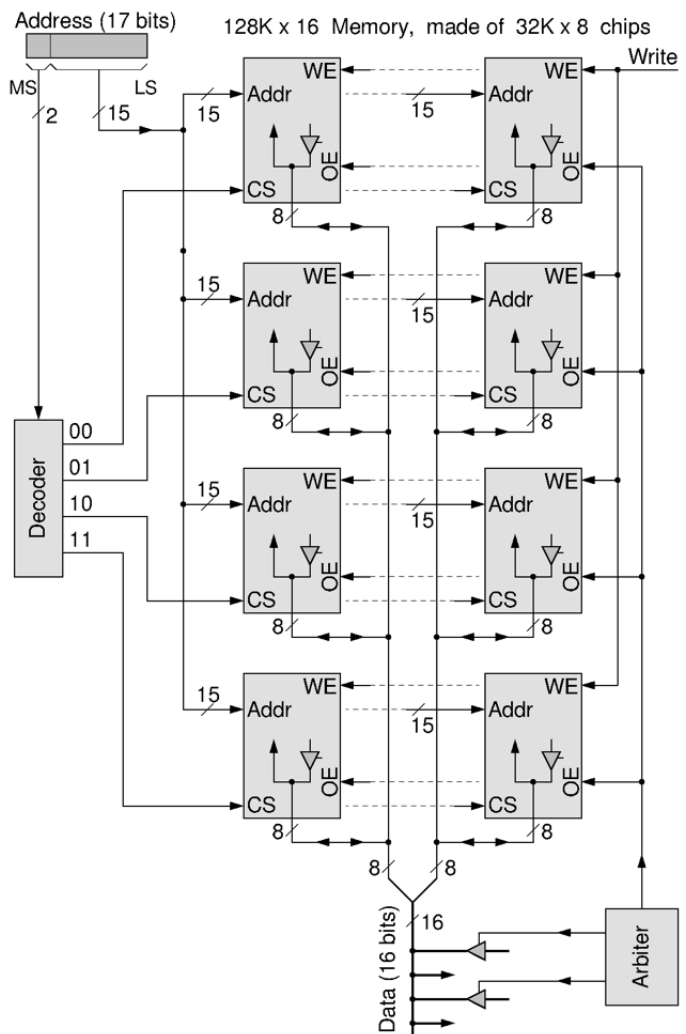 Address (17 bits)
128K x 16 Memory, made of 32K x 8 chips
MS
LS
2
15
Write
15
Addr
WE
OE
CS
8
15
Addr
WE
OE
CS
8
15
Addr
WE
OE
CS
8
15
Addr
WE
OE
CS
8
Decoder
00
01
10
11
15
Addr
WE
OE
CS
8
15
Addr
WE
OE
CS
8
15
Addr
WE
OE
CS
8
15
Addr
WE
OE
CS
8
8
8
16
Data (16 bits)
Arbiter